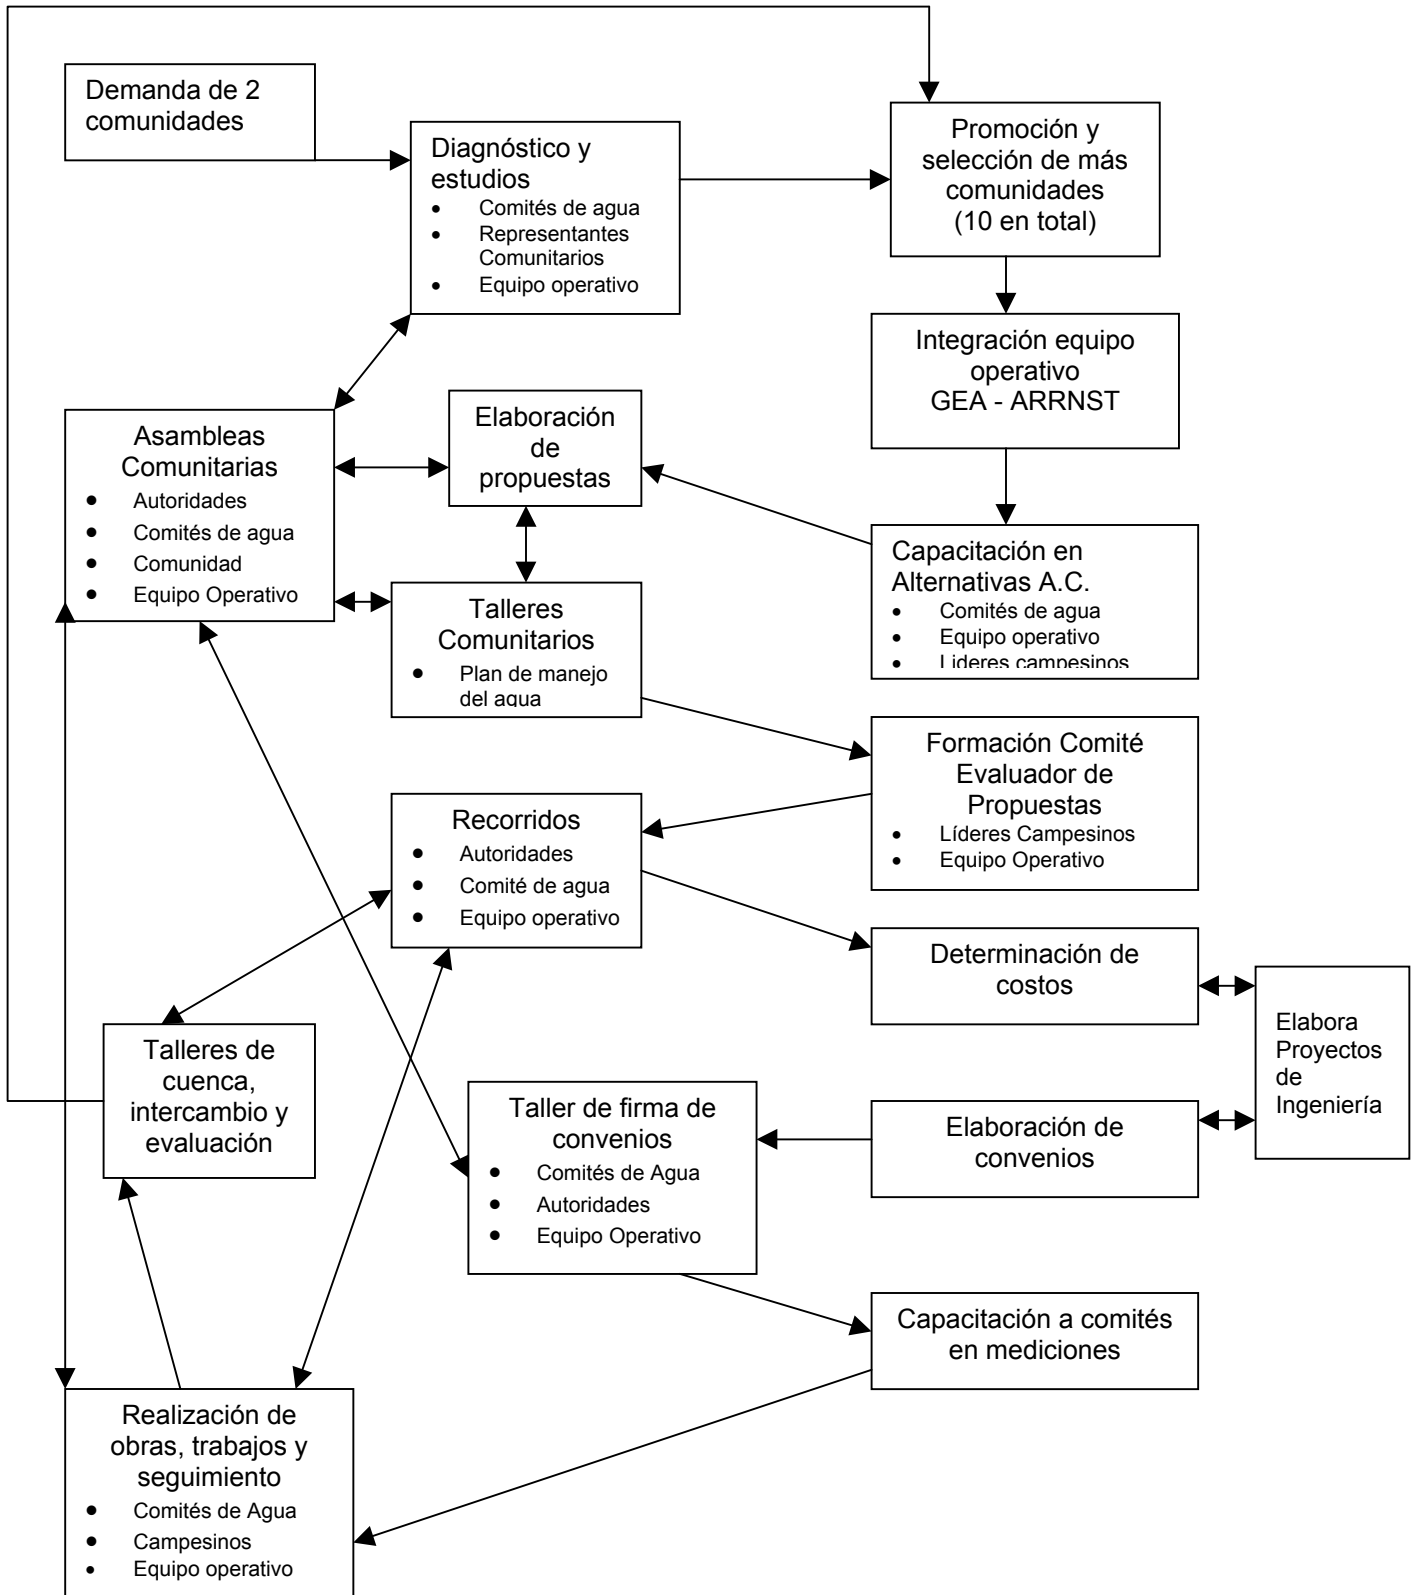 Demanda de 2
comunidades
Diagnóstico y
estudios
• Comités de agua
• Representantes
Comunitarios
• Equipo operativo
Promoción y
selección de más
comunidades
(10 en total)
Integración equipo
operativo
GEA - ARRNST
Asambleas
Comunitarias
• Autoridades
• Comités de agua
• Comunidad
• Equipo Operativo
Elaboración
de
propuestas
Capacitación en
Alternativas A.C.
• Comités de agua
• Equipo operativo
• Lideres campesinos
Talleres
Comunitarios
• Plan de manejo
del agua
Formación Comité
Evaluador de
Propuestas
• Líderes Campesinos
• Equipo Operativo
Recorridos
• Autoridades
• Comité de agua
• Equipo operativo
Determinación de
costos
Elabora
Proyectos
de
Ingeniería
Talleres de
cuenca,
intercambio y
evaluación
Taller de firma de
convenios
• Comités de Agua
• Autoridades
• Equipo Operativo
Elaboración de
convenios
Capacitación a comités
en mediciones
Realización de
obras, trabajos y
seguimiento
• Comités de Agua
• Campesinos
• Equipo operativo